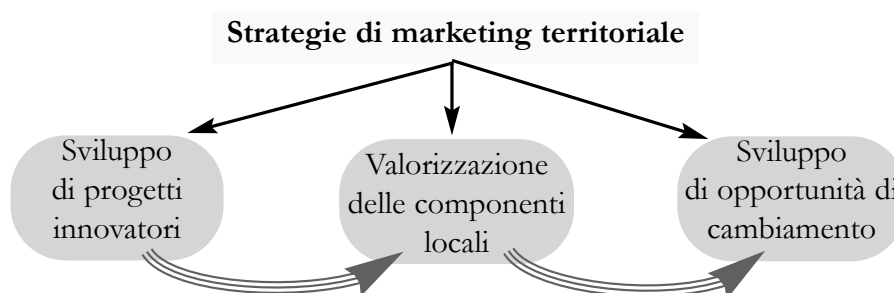 Strategie di marketing territoriale
Sviluppo
di progetti
innovatori
Valorizzazione
delle componenti
locali
Sviluppo
di opportunità di
cambiamento